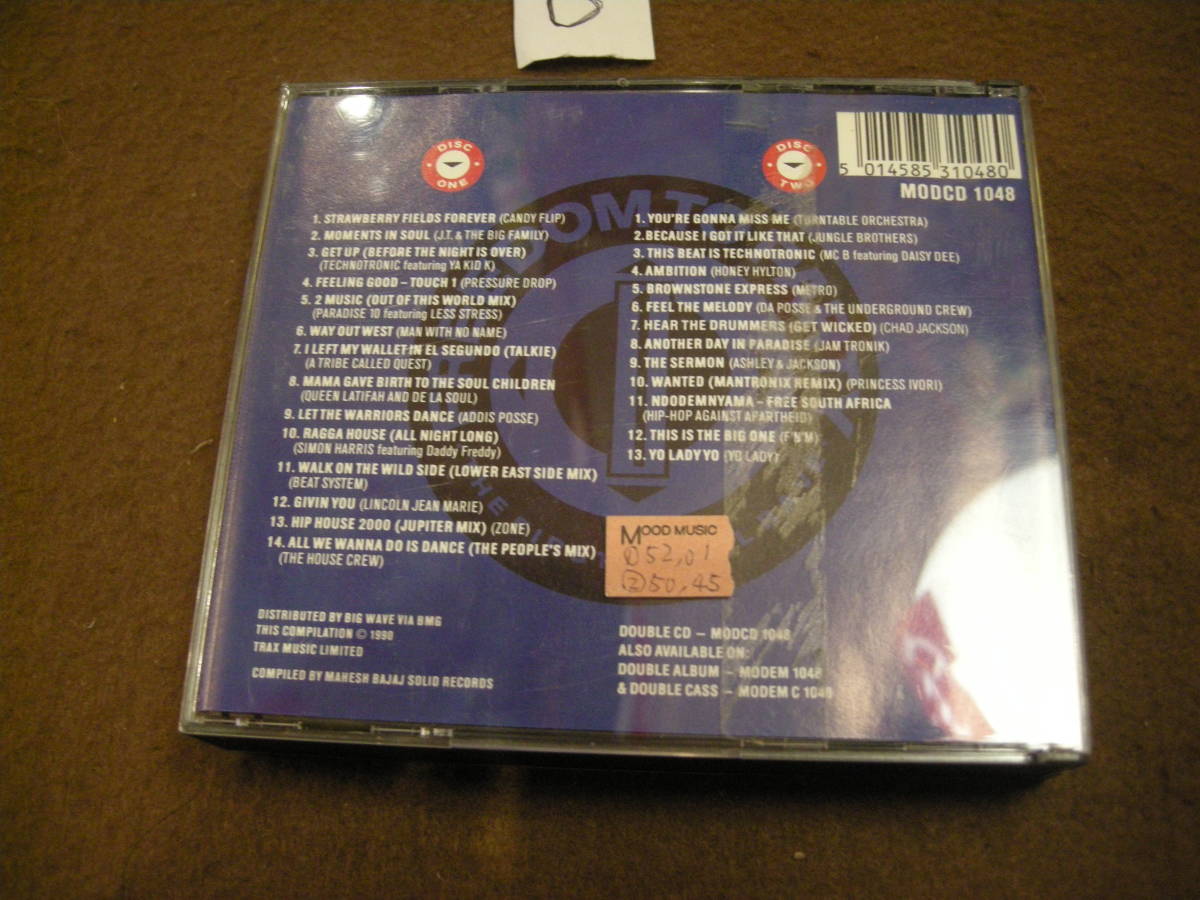 DISC ONE
1. STRAWBERRY FIELDS FOREVER (CANDY FLIP)
2. MOMENTS IN SOUL (J.T. & THE BIG FAMILY)
3. GET UP (BEFORE THE NIGHT IS OVER)
(TECHNOTRONIC featuring YA KID K)
4. FEELING GOOD – TOUCH 1 (PRESSURE DROP)
5. 2 MUSIC (OUT OF THIS WORLD MIX)
(PARADISE 10 featuring LESS STRESS)
6. WAY OUT WEST (MAN WITH NO NAME)
7. I LEFT MY WALLET IN EL SEGUNDO (TALKIE)
(A TRIBE CALLED QUEST)
8. MAMA GAVE BIRTH TO THE SOUL CHILDREN
(QUEEN LATIFAH AND DE LA SOUL)
9. LET THE WARRIORS DANCE (ADDIS POSSE)
10. RAGGA HOUSE (ALL NIGHT LONG)
(SIMON HARRIS featuring Daddy Freddy)
11. WALK ON THE WILD SIDE (LOWER EAST SIDE MIX)
(BEAT SYSTEM)
12. GIVIN YOU (LINCOLN JEAN MARIE)
13. HIP HOUSE 2000 (JUPITER MIX) (ZONE)
14. ALL WE WANNA DO IS DANCE (THE PEOPLE'S MIX)
(THE HOUSE CREW)
DISC TWO
1. YOU'RE GONNA MISS ME (TURNTABLE ORCHESTRA)
2. BECAUSE I GOT IT LIKE THAT (JUNGLE BROTHERS)
3. THIS BEAT IS TECHNOTRONIC (MC B featuring DAISY DEE)
4. AMBITION (HONEY HYLTON)
5. BROWNSTONE EXPRESS (METRO)
6. FEEL THE MELODY (DA POSSE & THE UNDERGROUND CREW)
7. HEAR THE DRUMMERS (GET WICKED) (CHAD JACKSON)
8. ANOTHER DAY IN PARADISE (JAM TRONIK)
9. THE SERMON (ASHLEY & JACKSON)
10. WANTED (MANTRONIX REMIX) (PRINCESS IVORI)
11. NDODEMNYAMA – FREE SOUTH AFRICA
(HIP-HOP AGAINST APARTHEID)
12. THIS IS THE BIG ONE (F'N'M)
13. YO LADY YO (YO LADY)
5 014585 310480
MODCD 1048
MOOD MUSIC
① 52,01
② 50,45
DISTRIBUTED BY BIG WAVE VIA BMG
THIS COMPILATION © 1990
TRAX MUSIC LIMITED
COMPILED BY MAHESH BAJAJ SOLID RECORDS
DOUBLE CD – MODCD 1048
ALSO AVAILABLE ON:
DOUBLE ALBUM – MODEM 1048
& DOUBLE CASS – MODEM C 1048